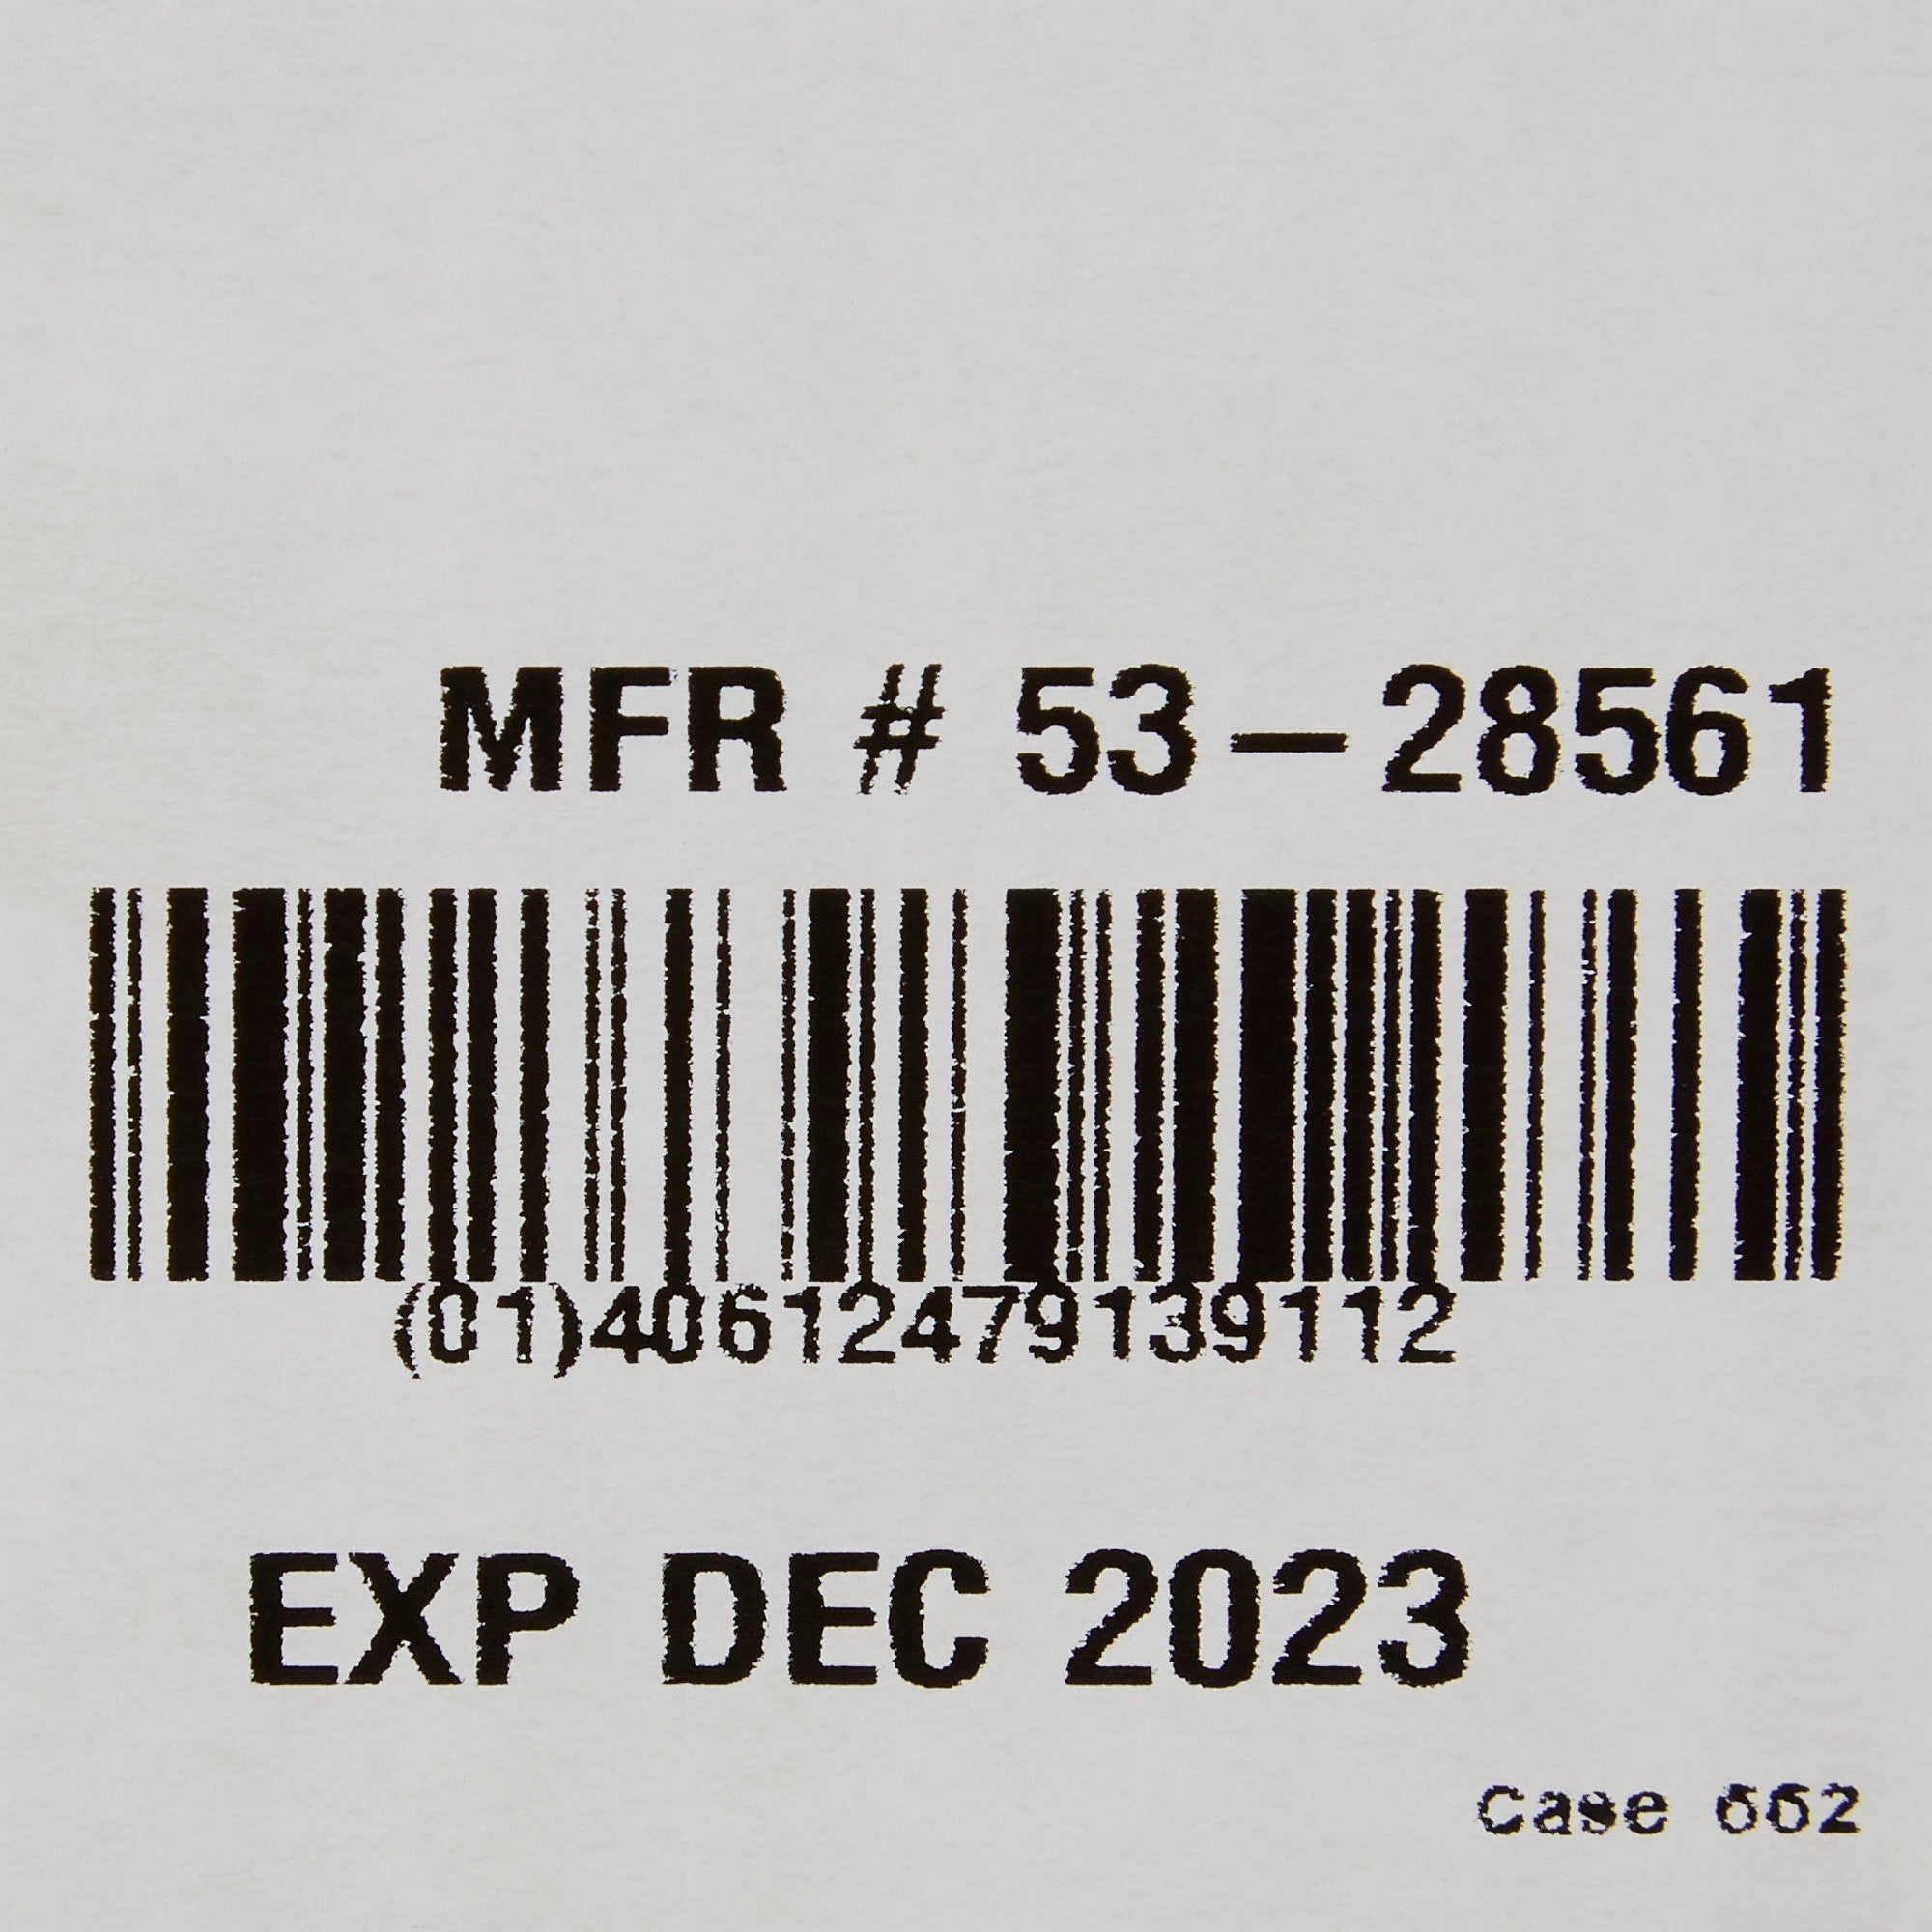 MFR # 53-28561
(01)40612479139112
EXP DEC 2023
Case 662